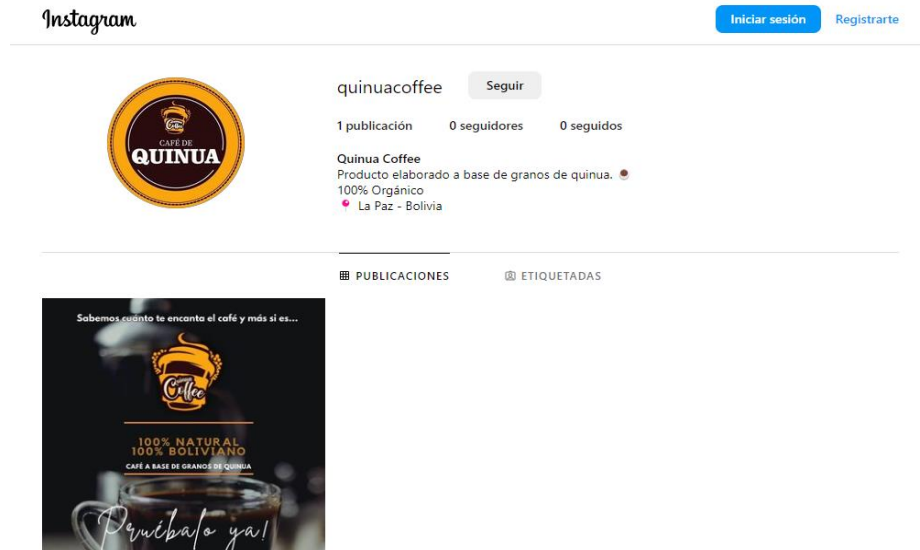 Instagram
Iniciar sesión
Registrarte
quinuacoffee
Seguir
1 publicación
0 seguidores
0 seguidos
Quinua Coffee
Producto elaborado a base de granos de quinua.
100% Orgánico
La Paz - Bolivia
CAFÉ DE
QUINUA
PUBLICACIONES
ETIQUETADAS
Sabemos cuánto te encanta el café y más si es...
Coffee
100% NATURAL
100% BOLIVIANO
CAFÉ A BASE DE GRANOS DE QUINUA
Pruébalo ya!